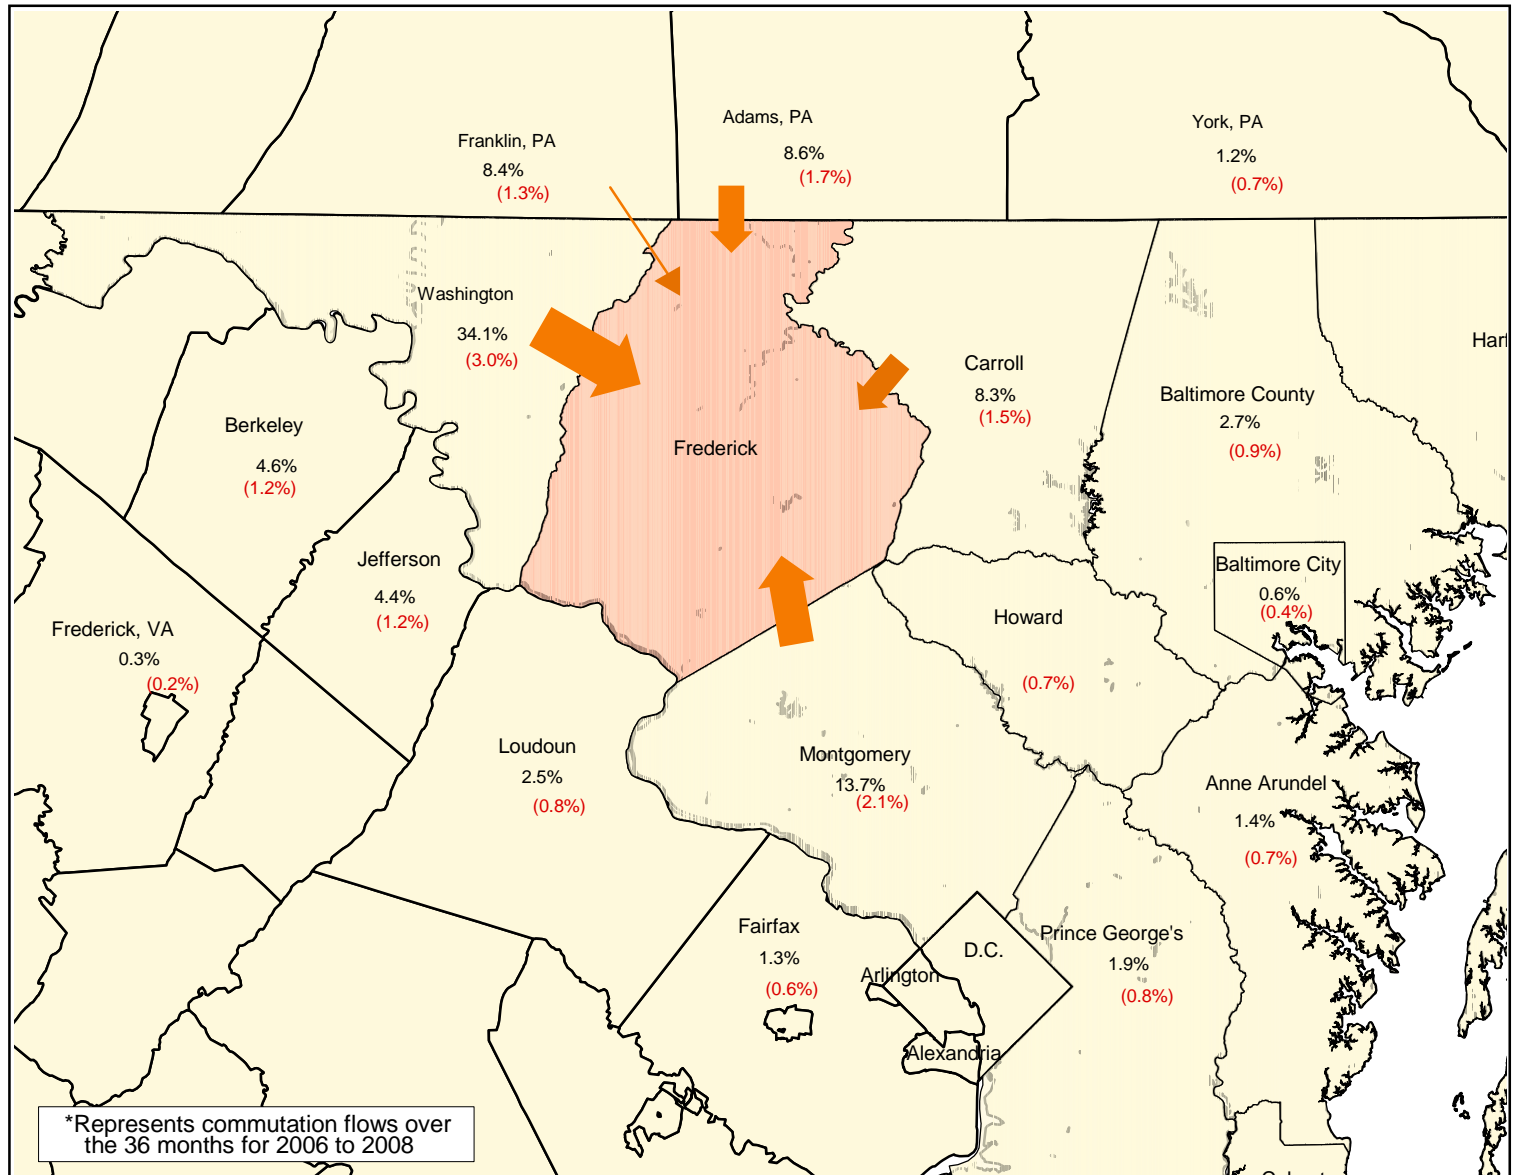 Adams, PA
8.6%
(1.7%)
York, PA
1.2%
(0.7%)
Franklin, PA
8.4%
(1.3%)
Washington
34.1%
(3.0%)
Carroll
8.3%
(1.5%)
Baltimore County
2.7%
(0.9%)
Berkeley
4.6%
(1.2%)
Frederick
Jefferson
4.4%
(1.2%)
Baltimore City
0.6%
(0.4%)
Howard
(0.7%)
Frederick, VA
0.3%
(0.2%)
Loudoun
2.5%
(0.8%)
Montgomery
13.7%
(2.1%)
Anne Arundel
1.4%
(0.7%)
Fairfax
1.3%
(0.6%)
Arlington
D.C.
Prince George's
1.9%
(0.8%)
Alexandria
*Represents commutation flows over
the 36 months for 2006 to 2008